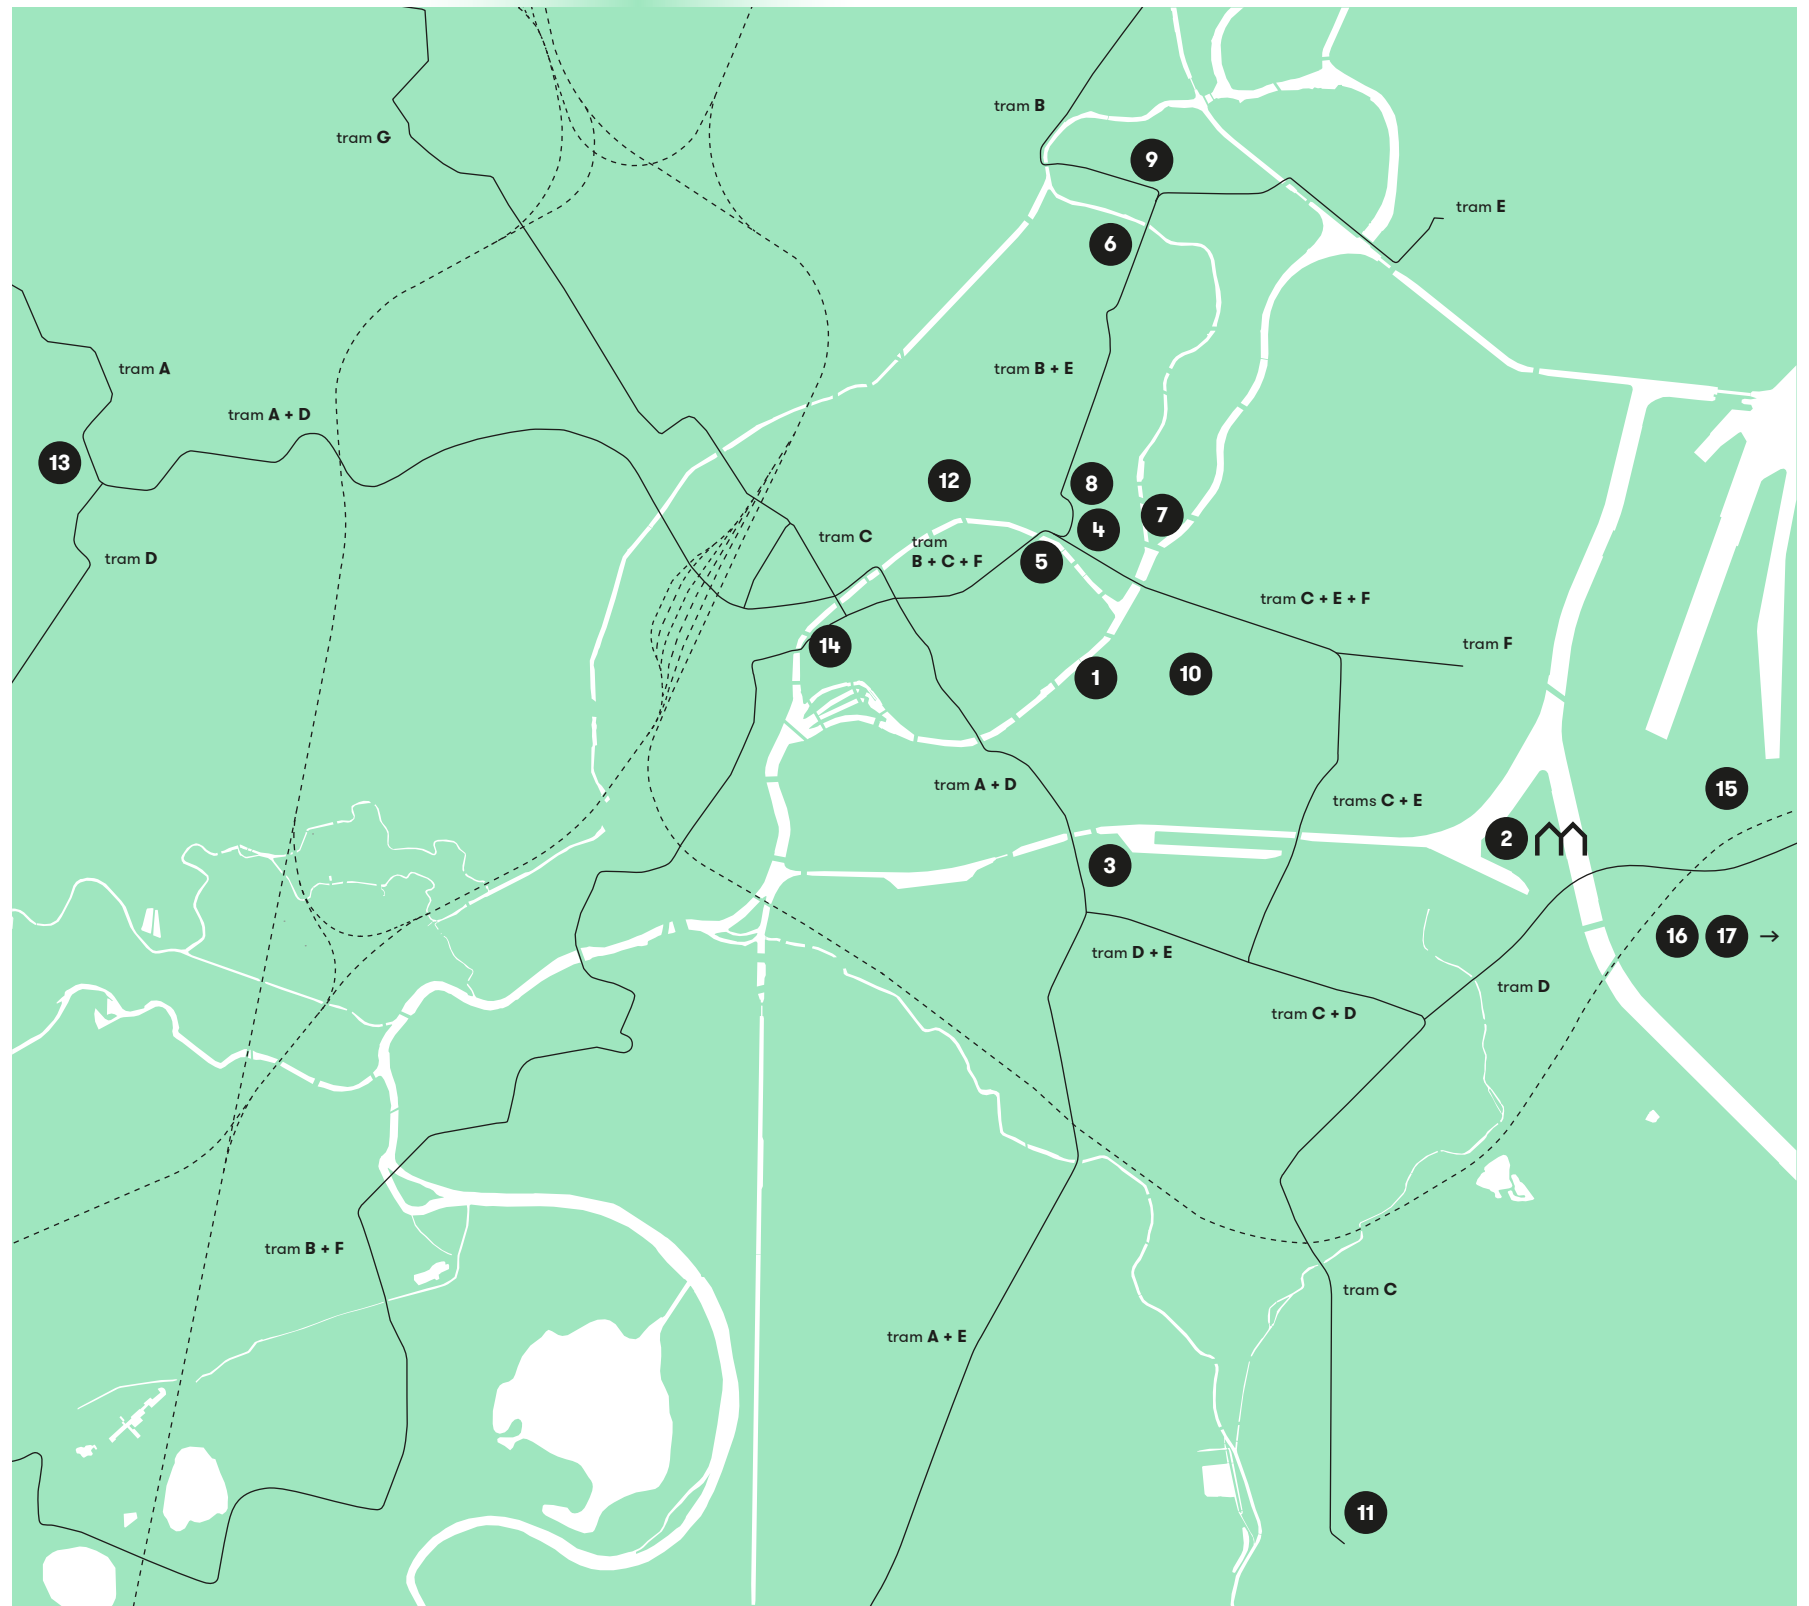 tram B
tram G
9
tram E
6
tram A
tram B + E
tram A + D
13
12
8
7
4
tram C
tram
B + C + F
tram D
5
tram C + E + F
14
tram F
1
10
tram A + D
15
trams C + E
2
3
16
17
→
tram D + E
tram D
tram C + D
tram B + F
tram C
tram A + E
11